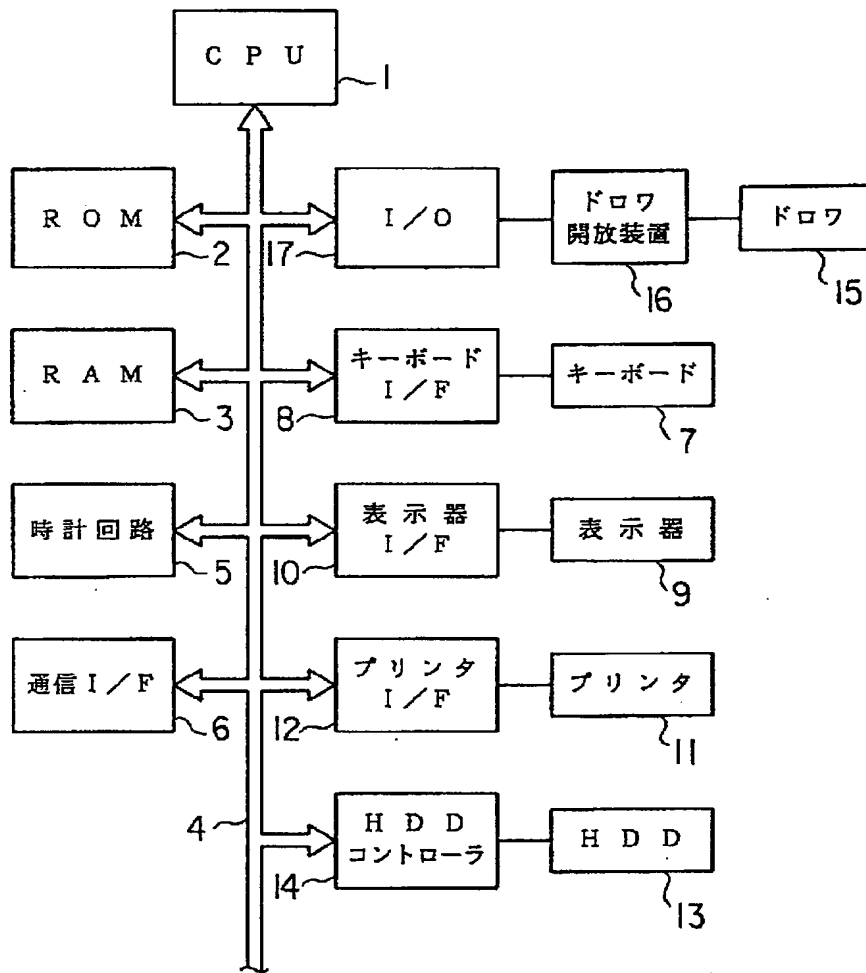 CPU
1
ROM
2
I/O
17
ドロワ
開放装置
16
ドロワ
15
RAM
3
キーボード
I/F
8
キーボード
7
時計回路
5
表示器
I/F
10
表示器
9
通信I/F
6
プリンタ
I/F
12
プリンタ
11
4
HDD
コントローラ
14
HDD
13